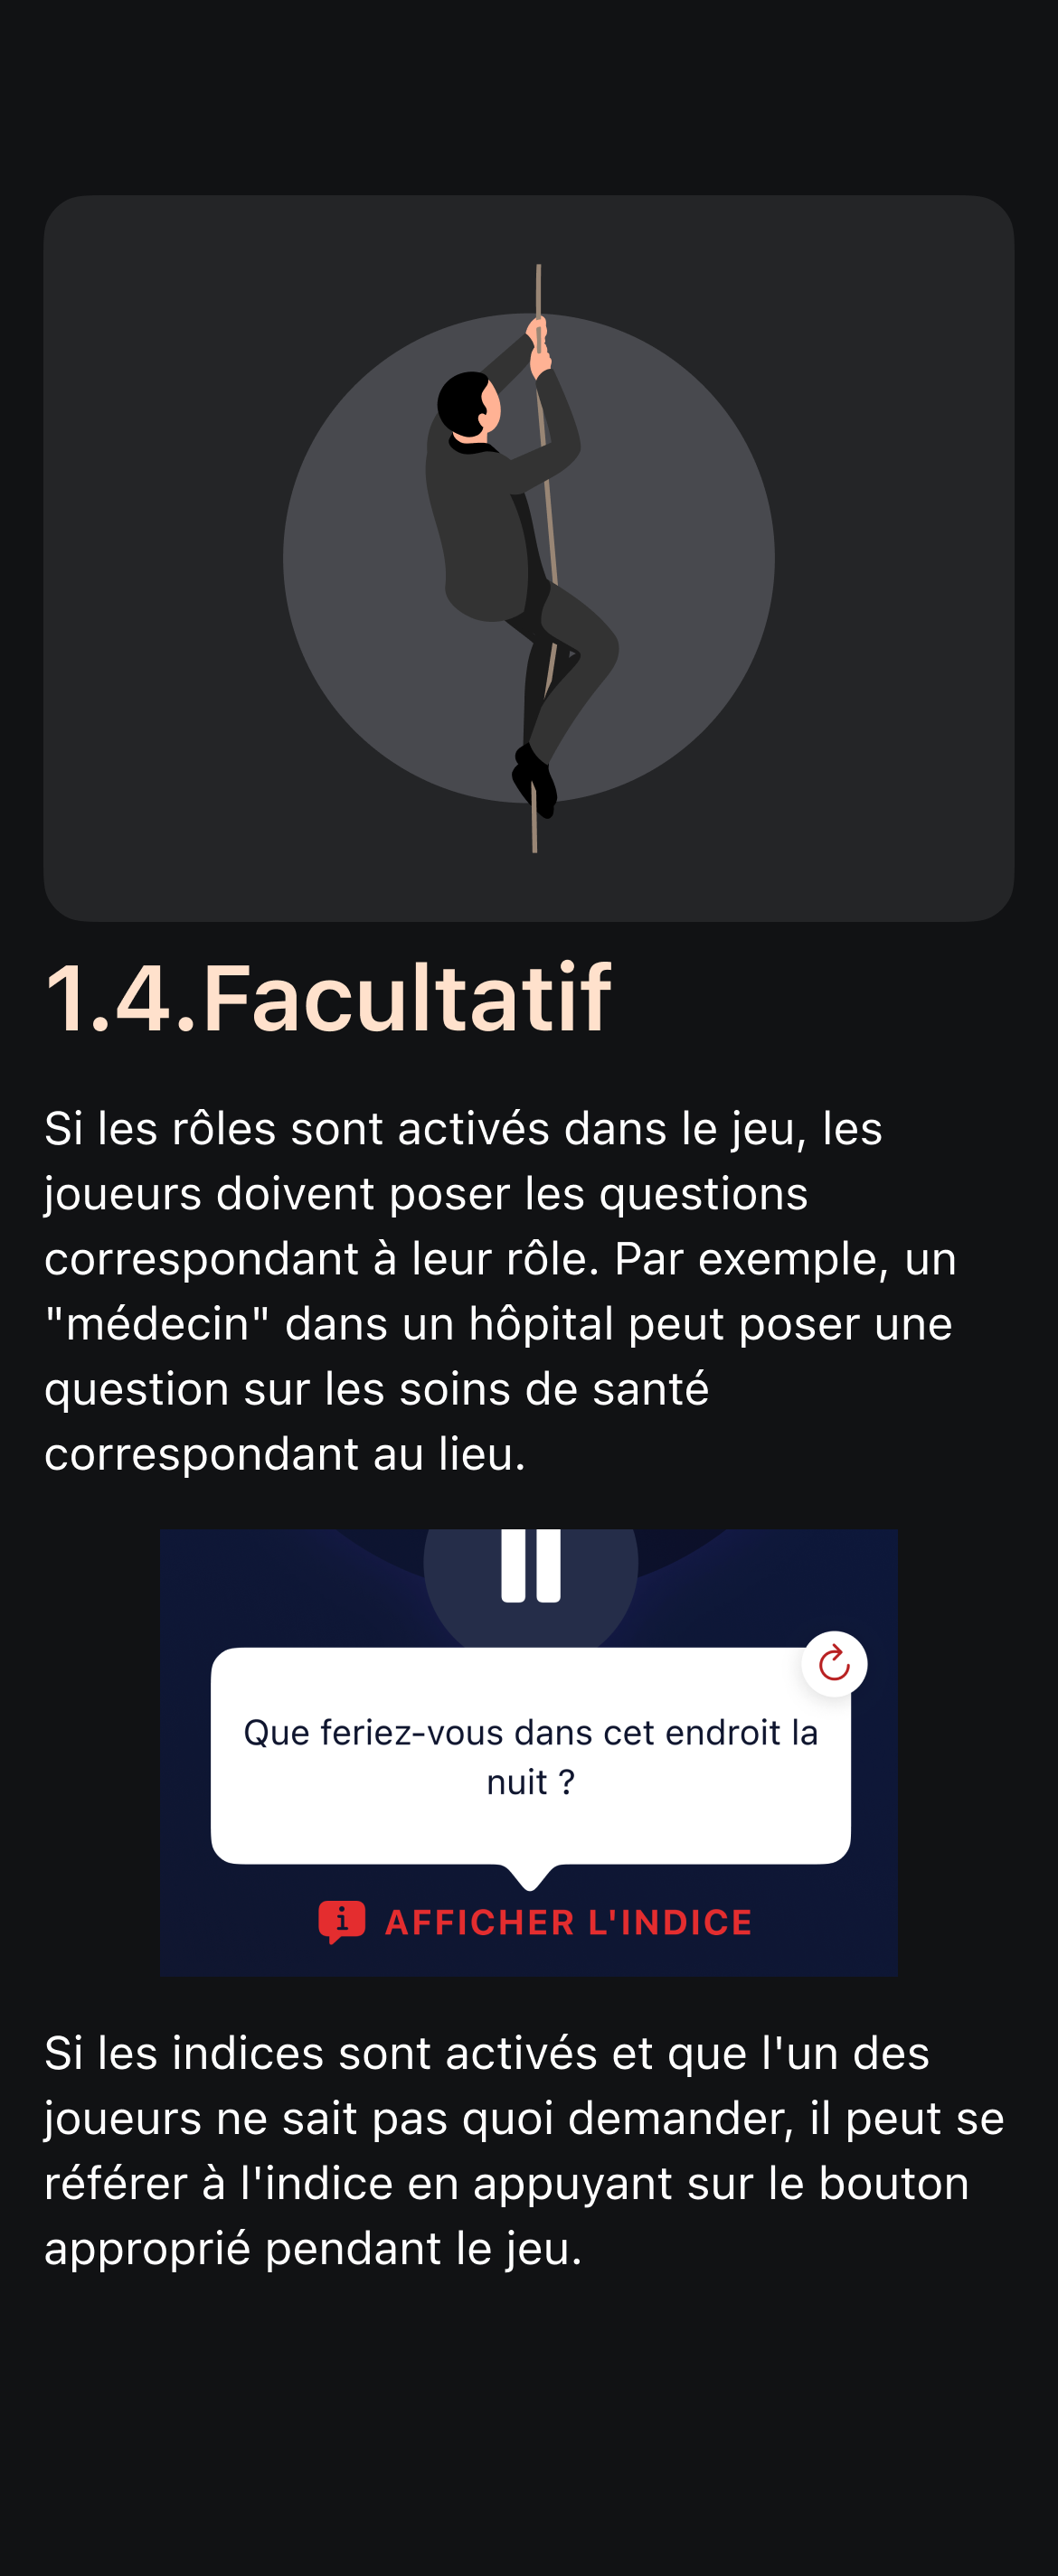 1.4.Facultatif
Si les rôles sont activés dans le jeu, les
joueurs doivent poser les questions
correspondant à leur rôle. Par exemple, un
"médecin" dans un hôpital peut poser une
question sur les soins de santé
correspondant au lieu.
Que feriez-vous dans cet endroit la
nuit ?
AFFICHER L'INDICE
Si les indices sont activés et que l'un des
joueurs ne sait pas quoi demander, il peut se
référer à l'indice en appuyant sur le bouton
approprié pendant le jeu.